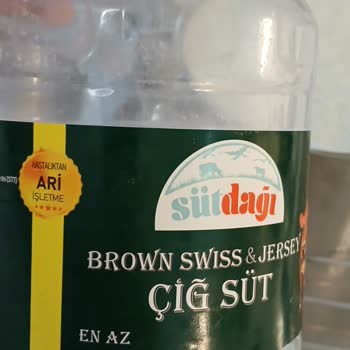 HASTALIKTAN
ARİ
İŞLETME
sütdağı
BROWN SWISS & JERSEY
ÇİĞ SÜT
EN AZ